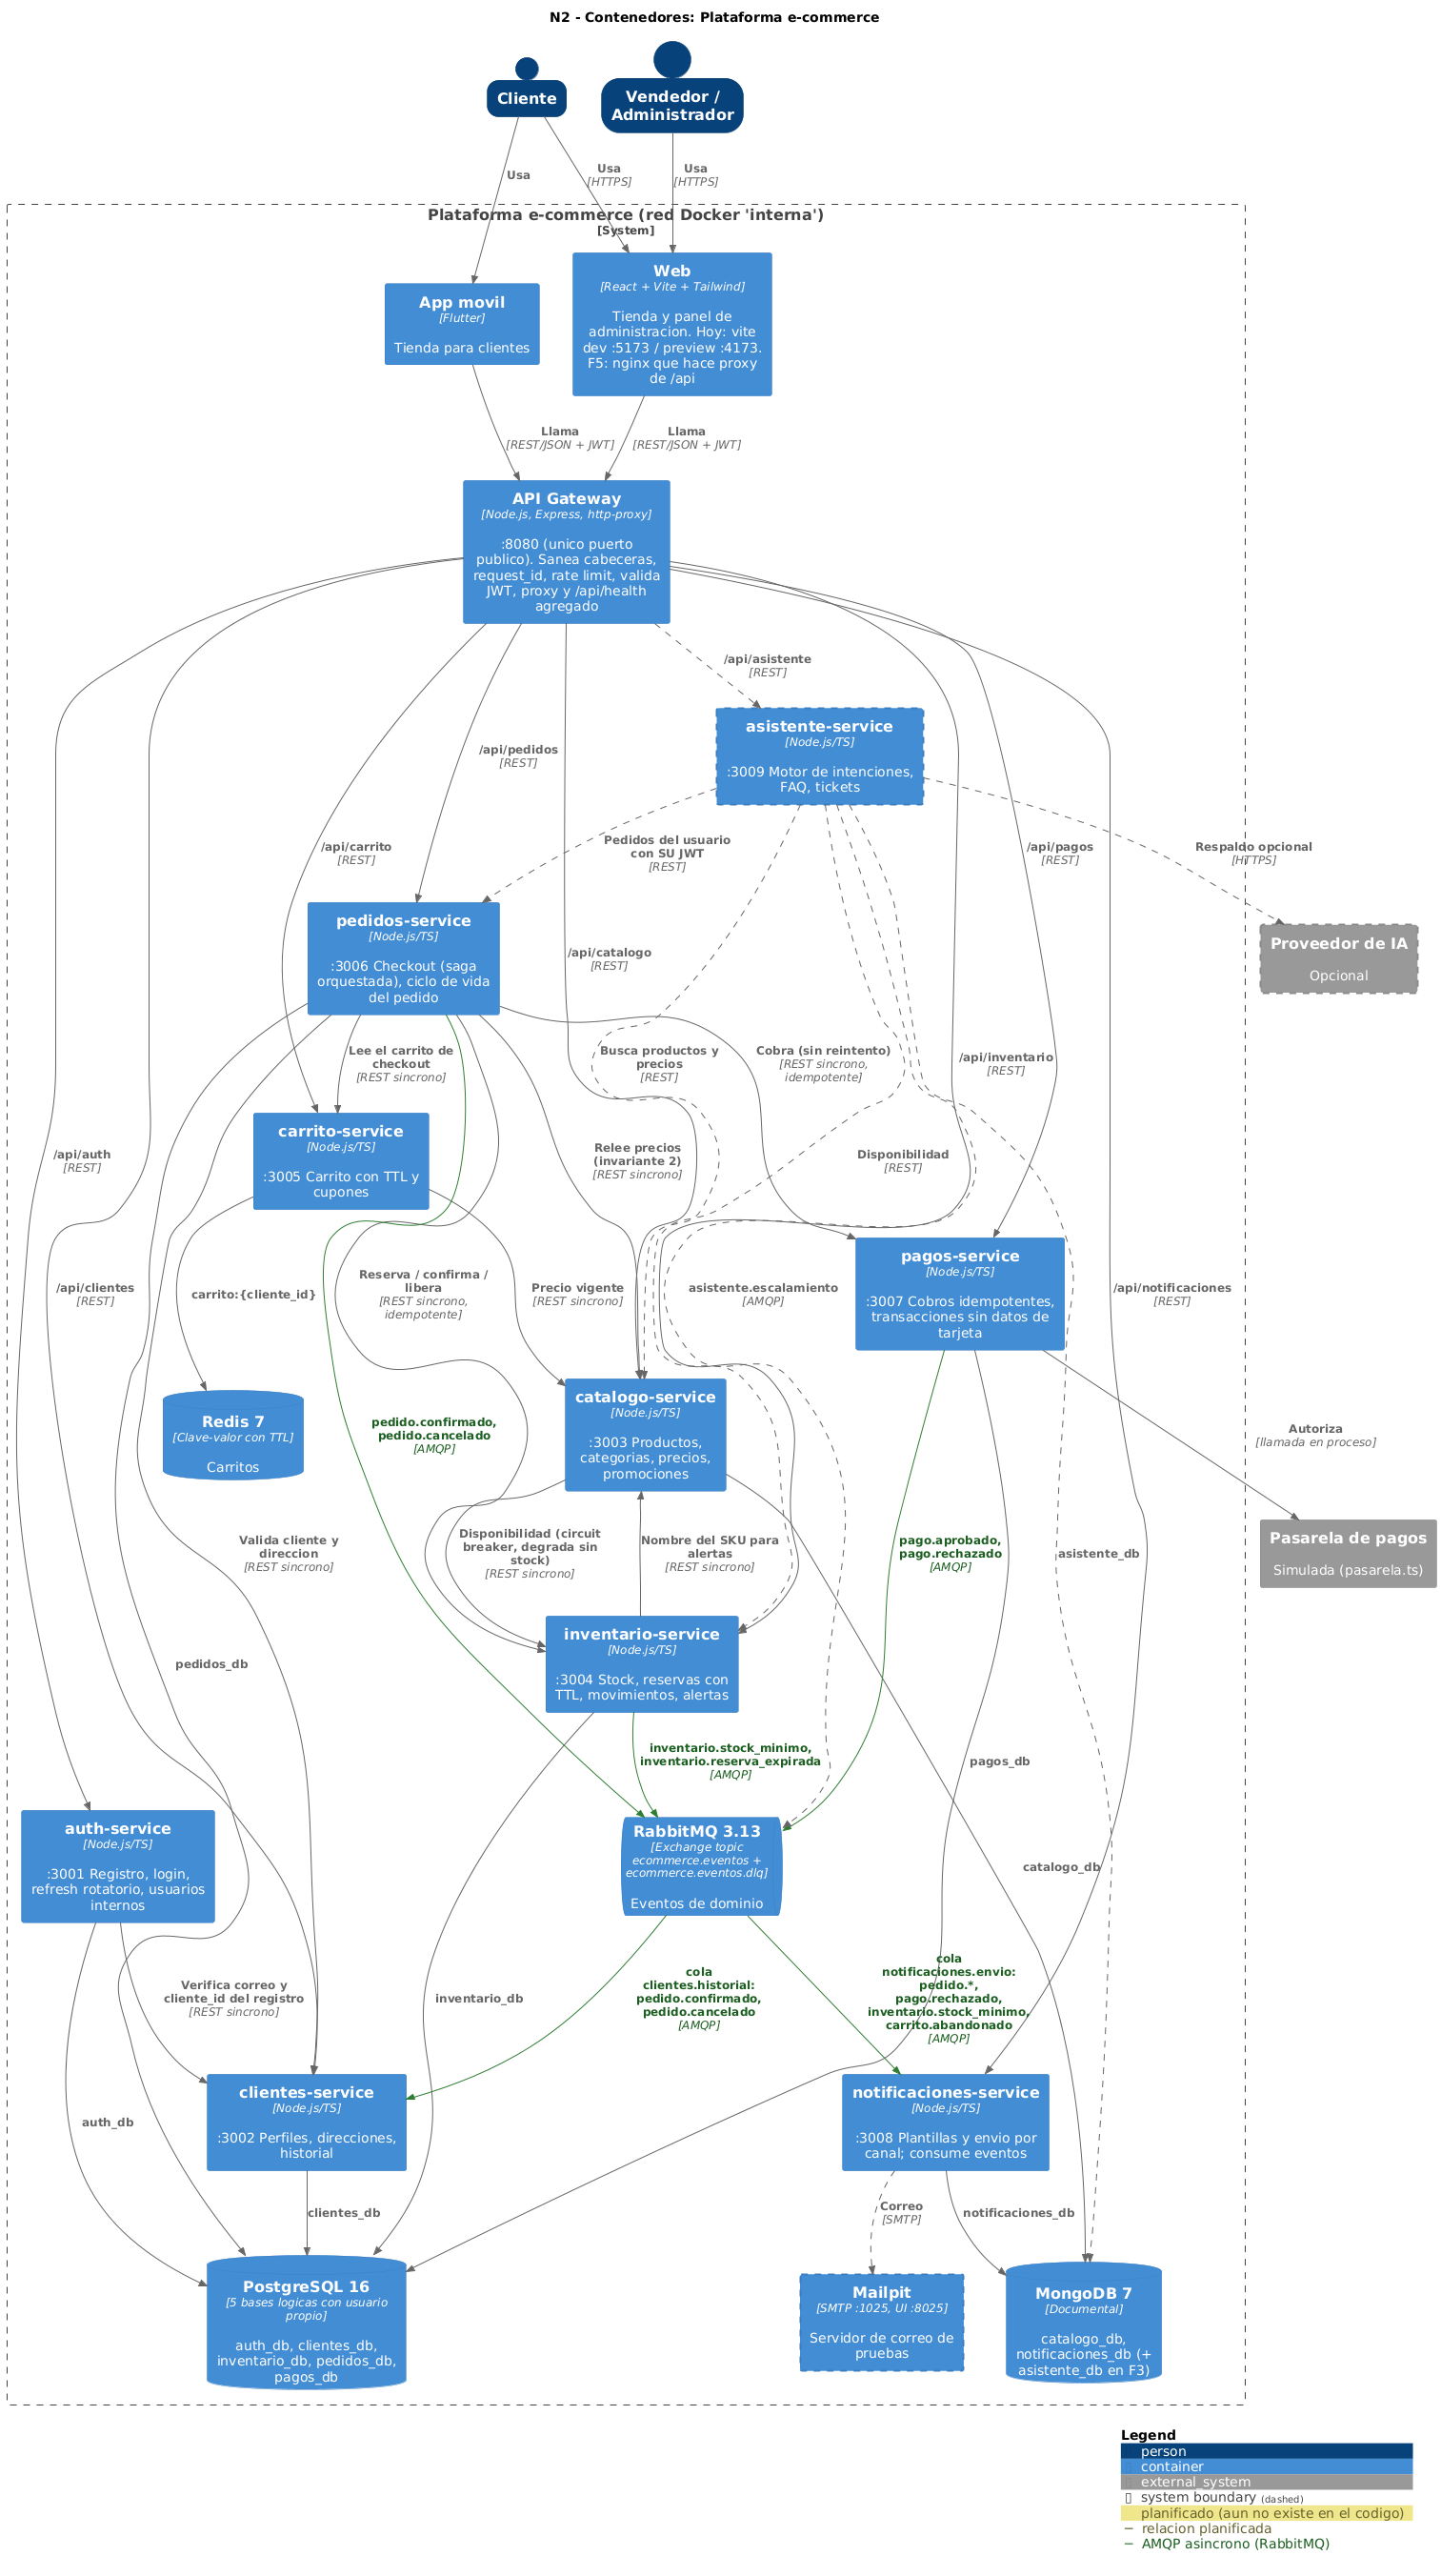 N2 - Contenedores: Plataforma e-commerce
Cliente
Vendedor /
Administrador
Usa
Usa
[HTTPS]
Usa
[HTTPS]
Plataforma e-commerce (red Docker 'interna')
[System]
Web
[React + Vite + Tailwind]
Tienda y panel de
administracion. Hoy: vite
dev :5173 / preview :4173.
F5: nginx que hace proxy
de /api
App movil
[Flutter]
Tienda para clientes
Llama
[REST/JSON + JWT]
Llama
[REST/JSON + JWT]
API Gateway
[Node.js, Express, http-proxy]
:8080 (unico puerto
publico). Sanea cabeceras,
request_id, rate limit, valida
JWT, proxy y /api/health
agregado
/api/asistente
[REST]
asistente-service
[Node.js/TS]
:3009 Motor de intenciones,
FAQ, tickets
/api/pedidos
[REST]
/api/carrito
[REST]
Pedidos del usuario
con SU JWT
[REST]
/api/pagos
[REST]
Respaldo opcional
[HTTPS]
pedidos-service
[Node.js/TS]
:3006 Checkout (saga
orquestada), ciclo de vida
del pedido
/api/catalogo
[REST]
Proveedor de IA
Opcional
Lee el carrito de
checkout
[REST sincrono]
Busca productos y
precios
[REST]
Cobra (sin reintento)
[REST sincrono,
idempotente]
/api/inventario
[REST]
carrito-service
[Node.js/TS]
:3005 Carrito con TTL y
cupones
/api/auth
[REST]
Relee precios
(invariante 2)
[REST sincrono]
Disponibilidad
[REST]
pagos-service
[Node.js/TS]
:3007 Cobros idempotentes,
transacciones sin datos de
tarjeta
/api/clientes
[REST]
carrito:{cliente_id}
Reserva / confirma /
libera
[REST sincrono,
idempotente]
Precio vigente
[REST sincrono]
asistente.escalamiento
[AMQP]
/api/notificaciones
[REST]
Redis 7
[Clave-valor con TTL]
Carritos
pedido.confirmado,
pedido.cancelado
[AMQP]
catalogo-service
[Node.js/TS]
:3003 Productos,
categorias, precios,
promociones
Autoriza
[llamada en proceso]
Pasarela de pagos
Simulada (pasarela.ts)
Valida cliente y
direccion
[REST sincrono]
Disponibilidad (circuit
breaker, degrada sin
stock)
[REST sincrono]
Nombre del SKU para
alertas
[REST sincrono]
pago.aprobado,
pago.rechazado
[AMQP]
asistente_db
inventario-service
[Node.js/TS]
:3004 Stock, reservas con
TTL, movimientos, alertas
pedidos_db
inventario.stock_minimo,
inventario.reserva_expirada
[AMQP]
pagos_db
auth-service
[Node.js/TS]
:3001 Registro, login,
refresh rotatorio, usuarios
internos
RabbitMQ 3.13
[Exchange topic
ecommerce.eventos +
ecommerce.eventos.dlq]
Eventos de dominio
catalogo_db
Verifica correo y
cliente_id del registro
[REST sincrono]
inventario_db
cola
clientes.historial:
pedido.confirmado,
pedido.cancelado
[AMQP]
cola
notificaciones.envio:
pedido.*,
pago.rechazado,
inventario.stock_minimo,
carrito.abandonado
[AMQP]
auth_db
clientes-service
[Node.js/TS]
:3002 Perfiles, direcciones,
historial
notificaciones-service
[Node.js/TS]
:3008 Plantillas y envio por
canal; consume eventos
clientes_db
Correo
[SMTP]
notificaciones_db
PostgreSQL 16
[5 bases logicas con usuario
propio]
auth_db, clientes_db,
inventario_db, pedidos_db,
pagos_db
Mailpit
[SMTP :1025, UI :8025]
Servidor de correo de
pruebas
MongoDB 7
[Documental]
catalogo_db,
notificaciones_db (+
asistente_db en F3)
Legend
person
container
external_system
system boundary (dashed)
planificado (aun no existe en el codigo)
relacion planificada
AMQP asincrono (RabbitMQ)